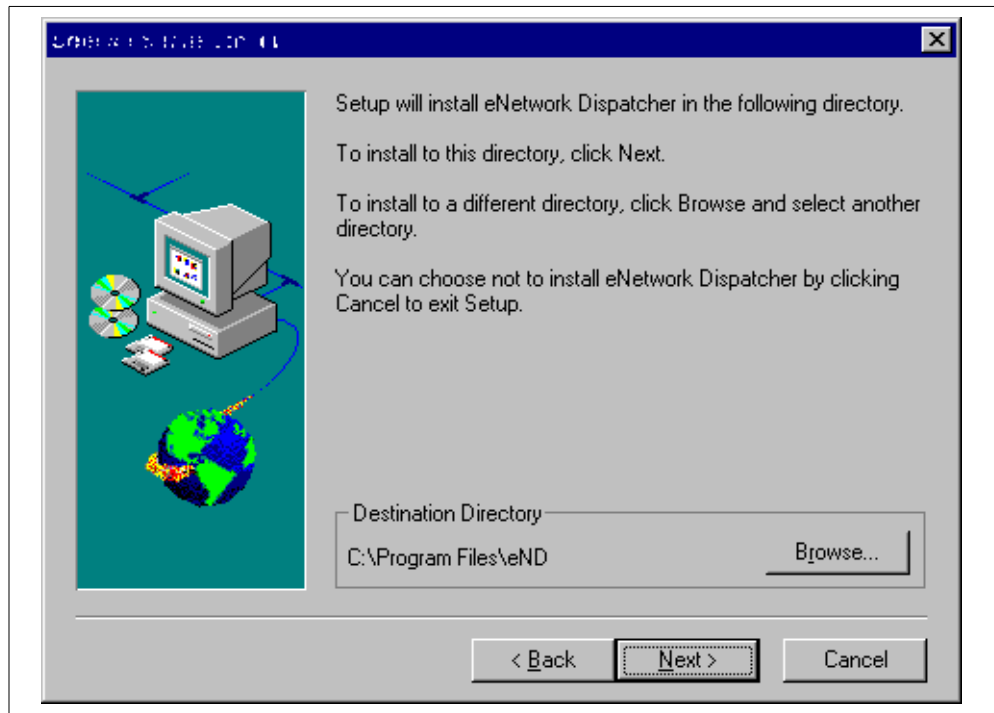 Setup will install eNetwork Dispatcher in the following directory.
To install to this directory, click Next.
To install to a different directory, click Browse and select another
directory.
You can choose not to install eNetwork Dispatcher by clicking
Cancel to exit Setup.
Destination Directory
C:\Program Files\eND
Browse...
< Back
Next >
Cancel